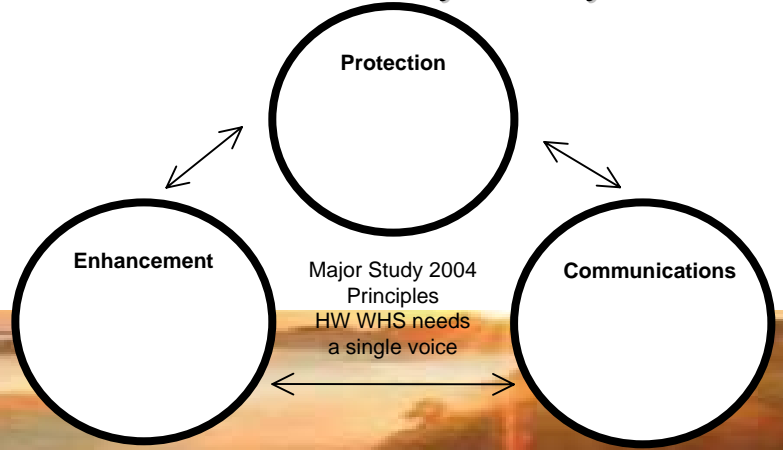 Protection
Enhancement
Communications
Major Study 2004
Principles
HW WHS needs
a single voice